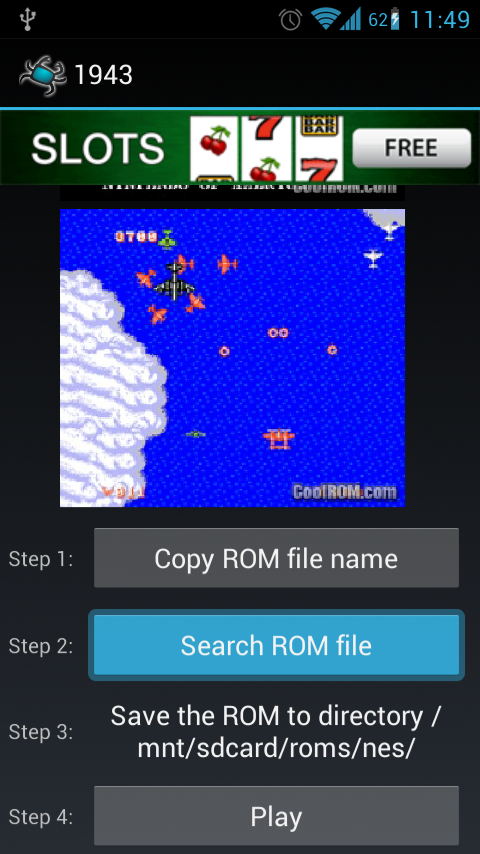 62 11:49
1943
SLOTS
7
BAR
BAR
BAR
7
FREE
CoolROM.com
0700
CoolROM.com
Step 1:
Copy ROM file name
Step 2:
Search ROM file
Step 3:
Save the ROM to directory /
mnt/sdcard/roms/nes/
Step 4:
Play